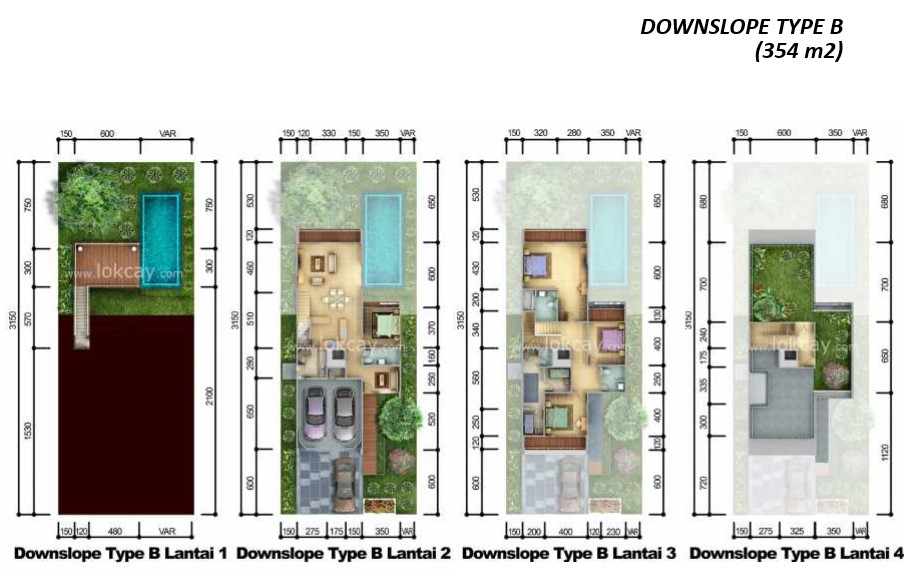 DOWNSLOPE TYPE B
(354 m2)
150 600 VAR
150 120 330 150 350 VAR
150 320 280 350 VAR
150 600 350 VAR
750 300 570 1530
3150
750 300 2100
www.lokcay.com
530 120 460 510 280 650 600
3150
650 600 370 160 250 520 600
www.lokcay.com
530 120 430 200 340 560 250 120
3150
650 600 130 400 290 400 120 600
www.lokcay.com
680 700 240 175 335 300 720
3150
680 700 650 1120
www.lokcay.com
150 120 480 VAR
150 275 175 150 350 VAR
150 200 400 120 230 VAR
150 275 325 350 VAR
Downslope Type B Lantai 1
Downslope Type B Lantai 2
Downslope Type B Lantai 3
Downslope Type B Lantai 4